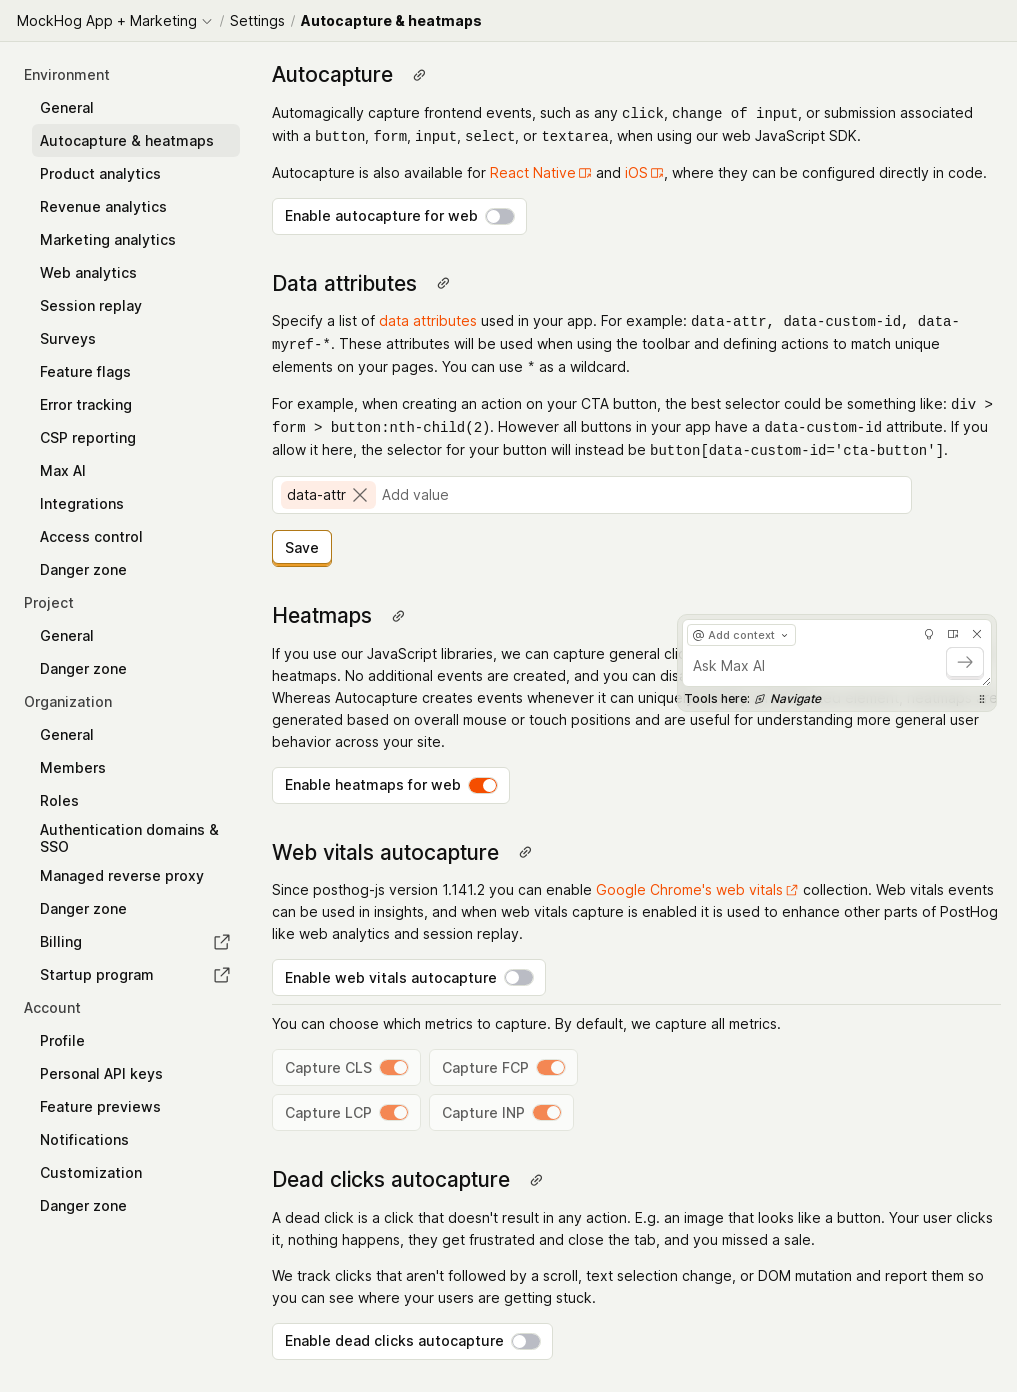 MockHog App + Marketing / Settings / Autocapture & heatmaps
Environment
General
Autocapture & heatmaps
Product analytics
Revenue analytics
Marketing analytics
Web analytics
Session replay
Surveys
Feature flags
Error tracking
CSP reporting
Max AI
Integrations
Access control
Danger zone
Project
General
Danger zone
Organization
General
Members
Roles
Authentication domains &
SSO
Managed reverse proxy
Danger zone
Billing
Startup program
Account
Profile
Personal API keys
Feature previews
Notifications
Customization
Danger zone
Autocapture
Automagically capture frontend events, such as any click, change of input, or submission associated
with a button, form, input, select, or textarea, when using our web JavaScript SDK.
Autocapture is also available for React Native and iOS, where they can be configured directly in code.
Enable autocapture for web
Data attributes
Specify a list of data attributes used in your app. For example: data-attr, data-custom-id, data-
myref-*. These attributes will be used when using the toolbar and defining actions to match unique
elements on your pages. You can use * as a wildcard.
For example, when creating an action on your CTA button, the best selector could be something like: div >
form > button:nth-child(2). However all buttons in your app have a data-custom-id attribute. If you
allow it here, the selector for your button will instead be button[data-custom-id='cta-button'].
data-attr Add value
Save
Heatmaps
If you use our JavaScript libraries, we can capture general
heatmaps. No additional events are created, and you can
Whereas Autocapture creates events whenever it can
generated based on overall mouse or touch positions and are useful for understanding more general user
behavior across your site.
@ Add context
Ask Max AI
Tools here: Navigate
Enable heatmaps for web
Web vitals autocapture
Since posthog-js version 1.141.2 you can enable Google Chrome's web vitals collection. Web vitals events
can be used in insights, and when web vitals capture is enabled it is used to enhance other parts of PostHog
like web analytics and session replay.
Enable web vitals autocapture
You can choose which metrics to capture. By default, we capture all metrics.
Capture CLS Capture FCP
Capture LCP Capture INP
Dead clicks autocapture
A dead click is a click that doesn't result in any action. E.g. an image that looks like a button. Your user clicks
it, nothing happens, they get frustrated and close the tab, and you missed a sale.
We track clicks that aren't followed by a scroll, text selection change, or DOM mutation and report them so
you can see where your users are getting stuck.
Enable dead clicks autocapture